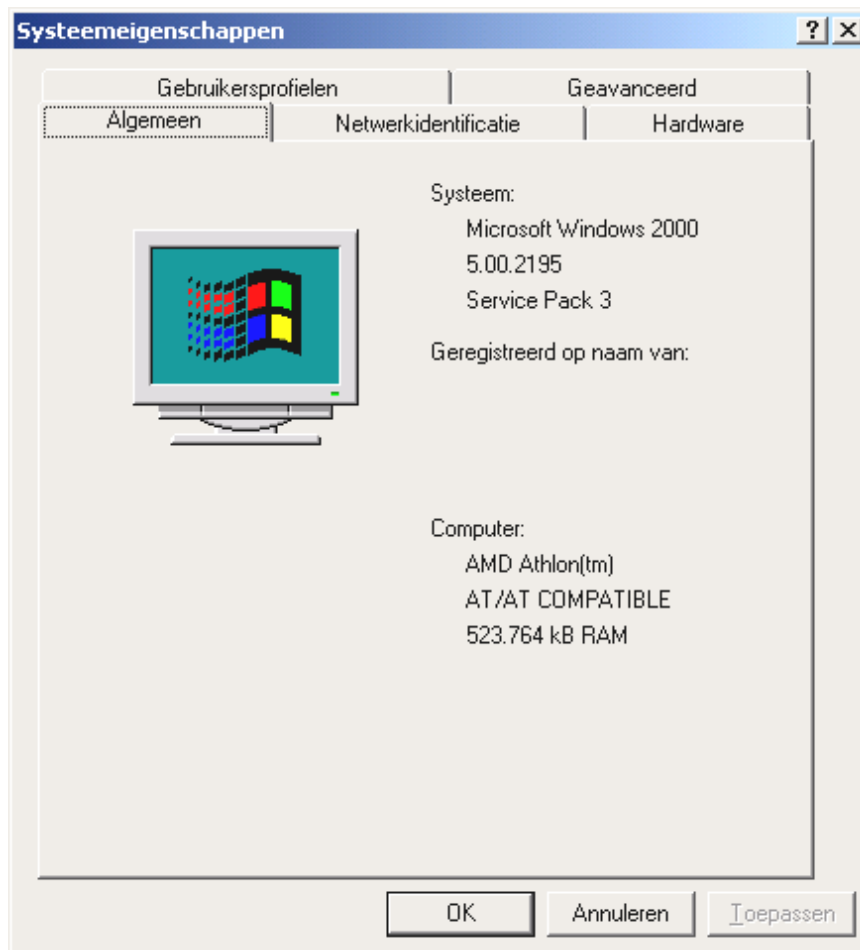 Systeemeigenschappen
Gebruikersprofielen Geavanceerd
Algemeen Netwerkidentificatie Hardware
Systeem:
Microsoft Windows 2000
5.00.2195
Service Pack 3
Geregistreerd op naam van:
Computer:
AMD Athlon(tm)
AT/AT COMPATIBLE
523.764 kB RAM
OK Annuleren Toepassen